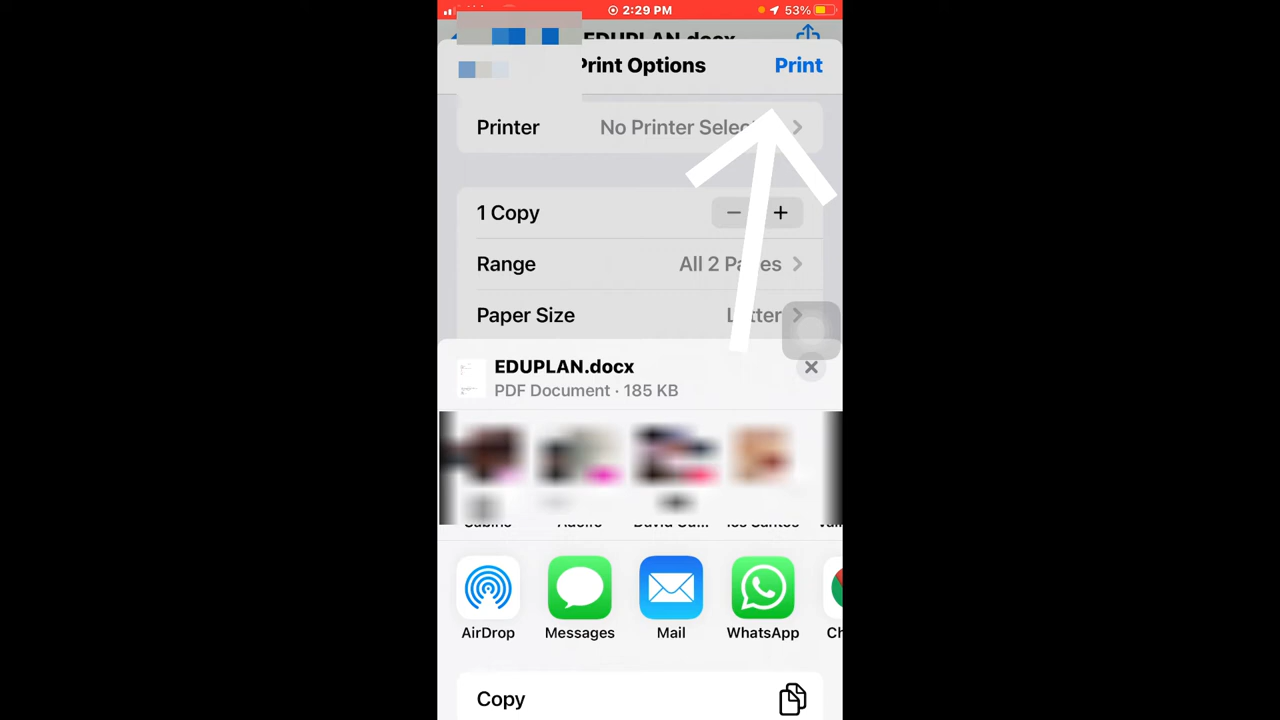 2:29 PM
53%
EDUPLAN.docx
Print Options
Print
Printer
No Printer
1 Copy
Range
All 2 Pages
Paper Size
Letter
EDUPLAN.docx
PDF Document · 185 KB
AirDrop
Messages
Mail
WhatsApp
Copy